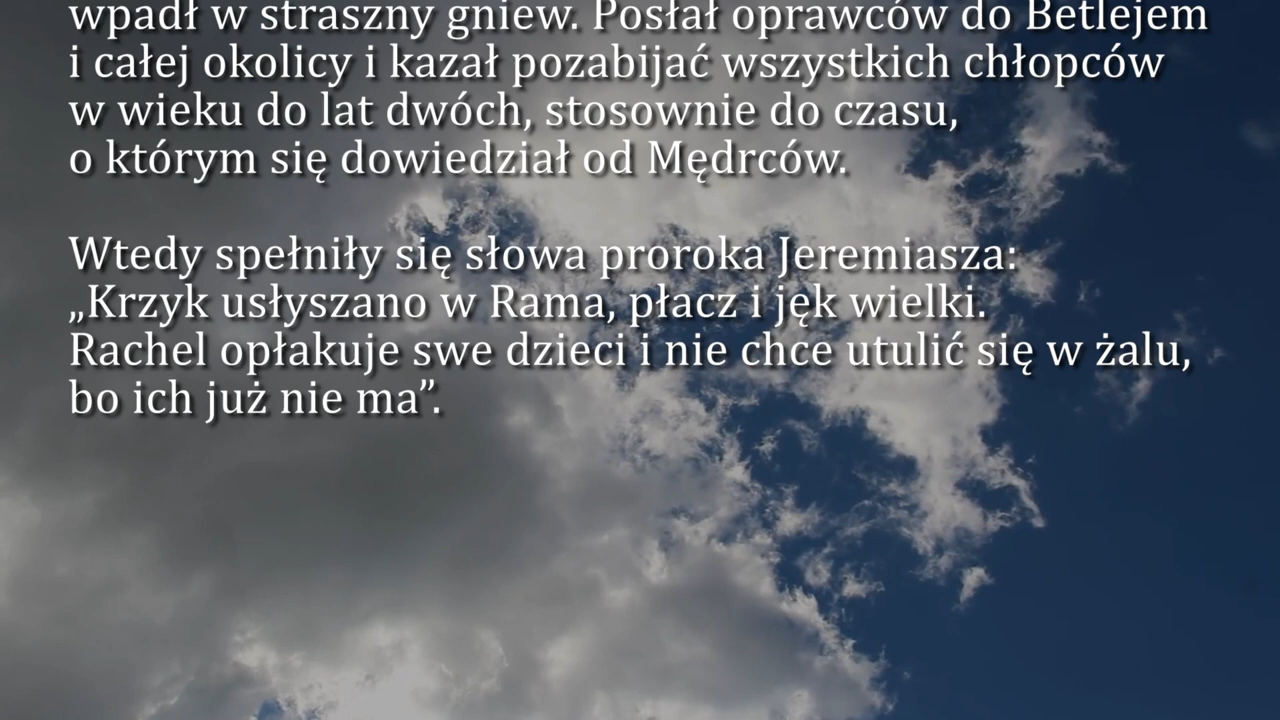 wpadł w straszny gniew. Posłał oprawców do Betlejem
i całej okolicy i kazał pozabijać wszystkich chłopców
w wieku do lat dwóch, stosownie do czasu,
o którym się dowiedział od Mędrców.
Wtedy spełniły się słowa proroka Jeremiasza:
„Krzyk usłyszano w Rama, płacz i jęk wielki.
Rachel opłakuje swe dzieci i nie chce utulić się w żalu,
bo ich już nie ma”.